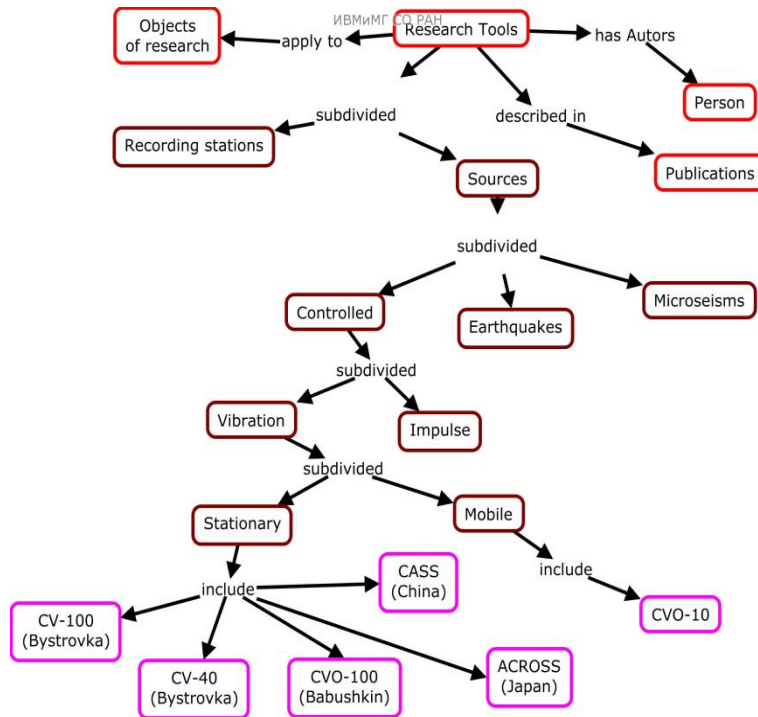 ИВМиМГ СО РАН
Objects
of research
apply to
Research Tools
has Autors
Person
subdivided
described in
Recording stations
Sources
Publications
subdivided
Controlled
Earthquakes
Microseisms
subdivided
Vibration
Impulse
subdivided
Stationary
Mobile
include
CASS
(China)
include
CV-100
(Bystrovka)
CVO-10
CV-40
(Bystrovka)
CVO-100
(Babushkin)
ACROSS
(Japan)